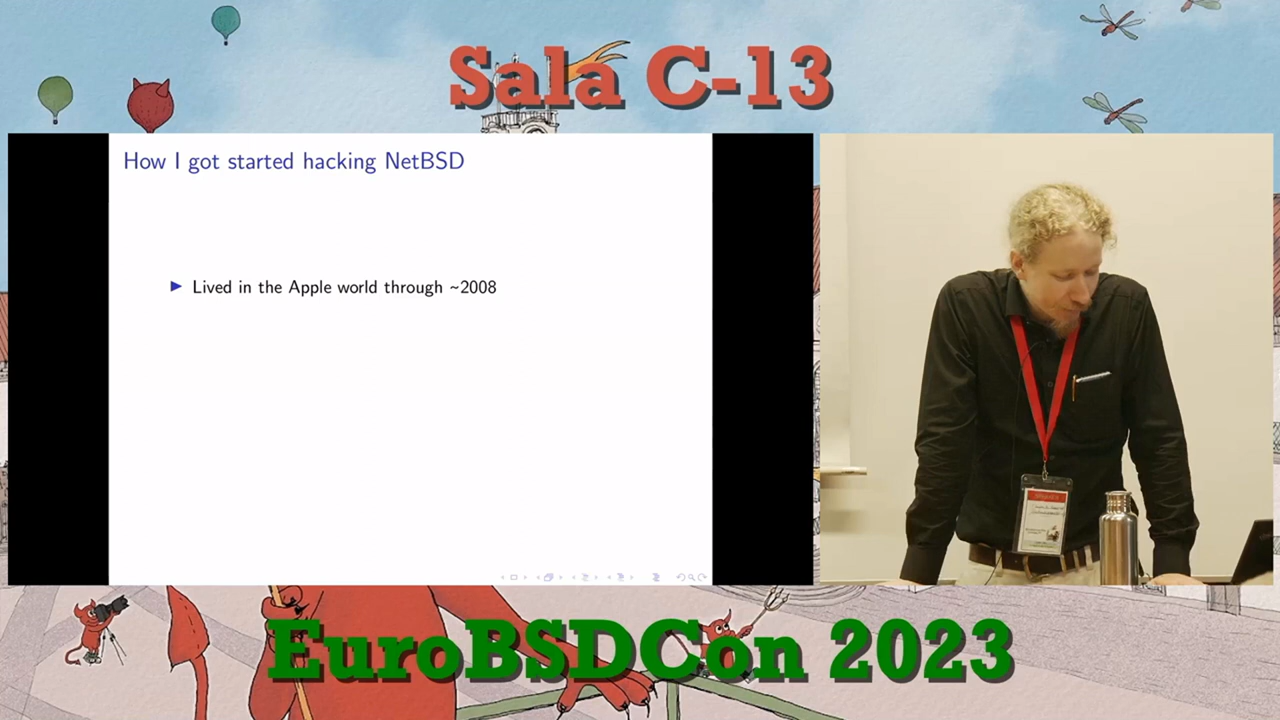 Sala C-13
How I got started hacking NetBSD
Lived in the Apple world through ~2008
EuroBSDCon 2023